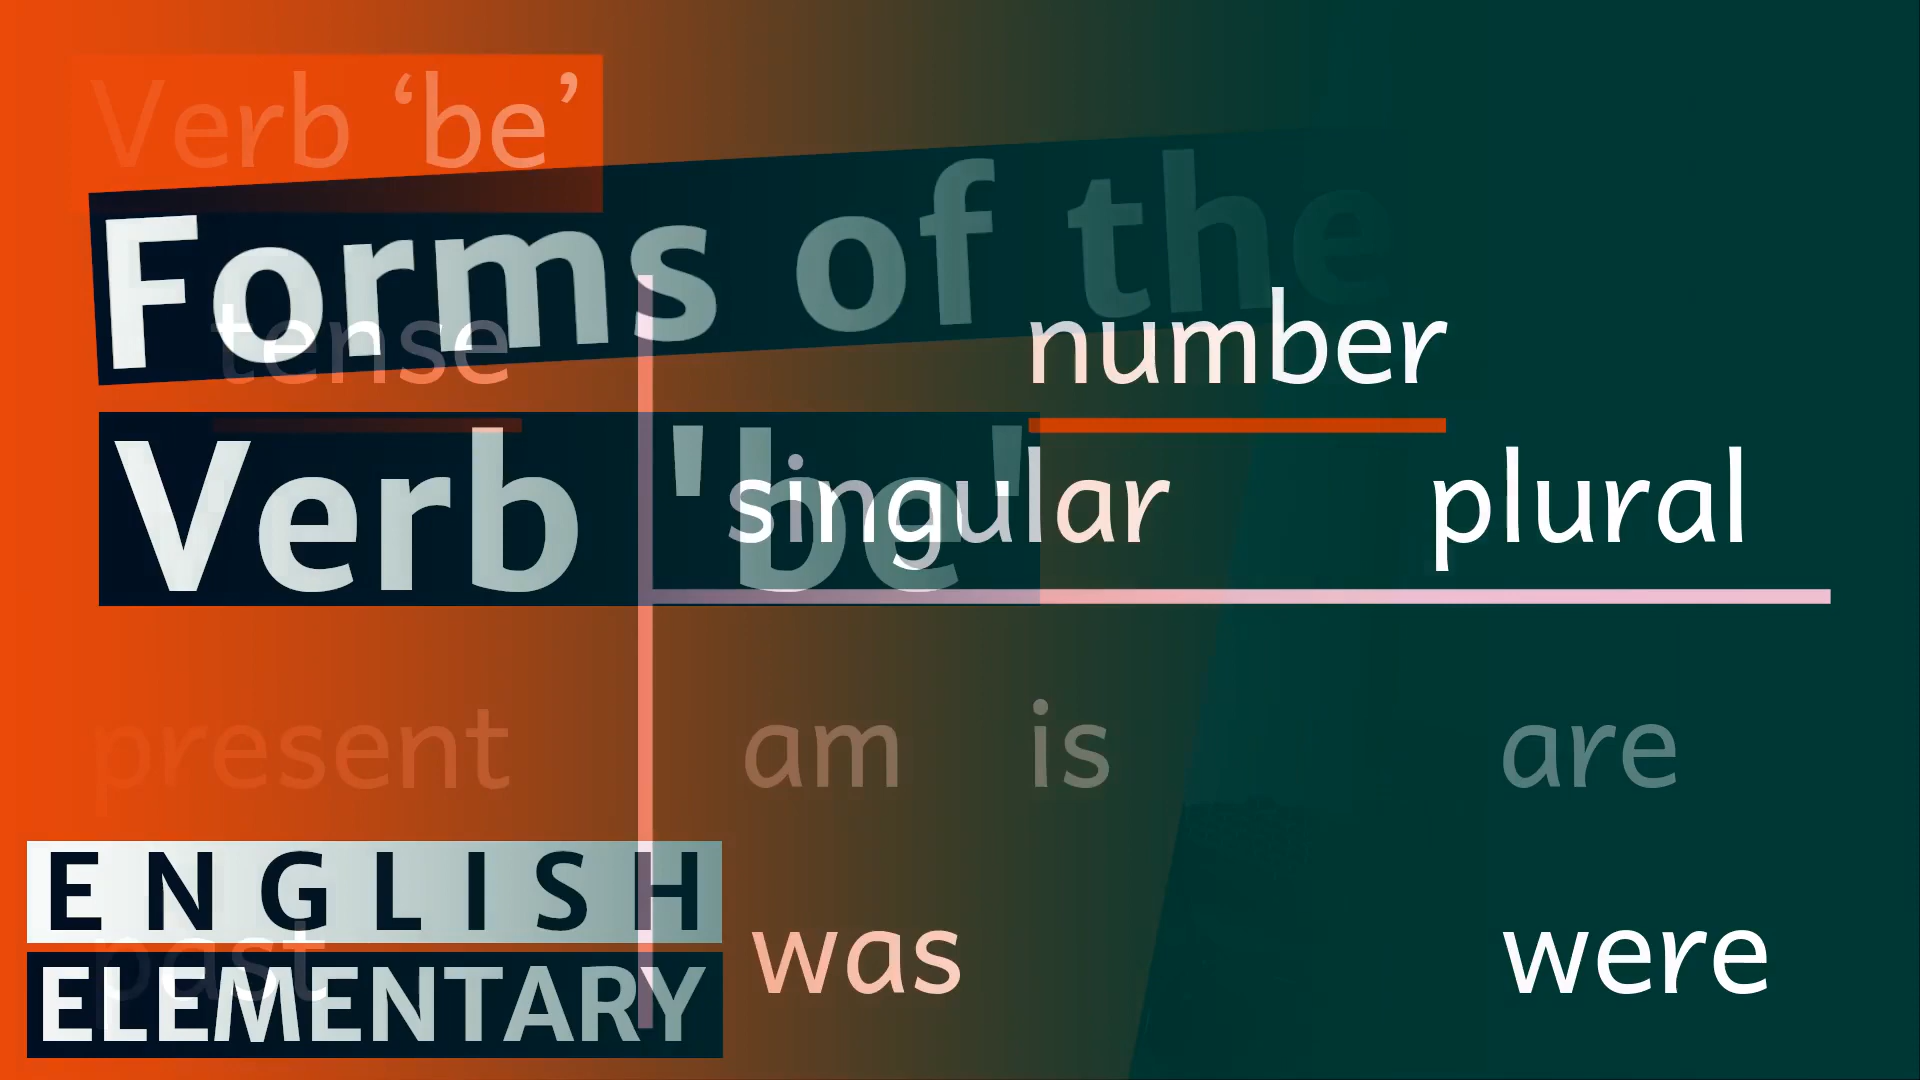 Verb ‘be’
Forms of the
Verb 'be'
tense number
singular plural
present am is are
past was were
ENGLISH
ELEMENTARY